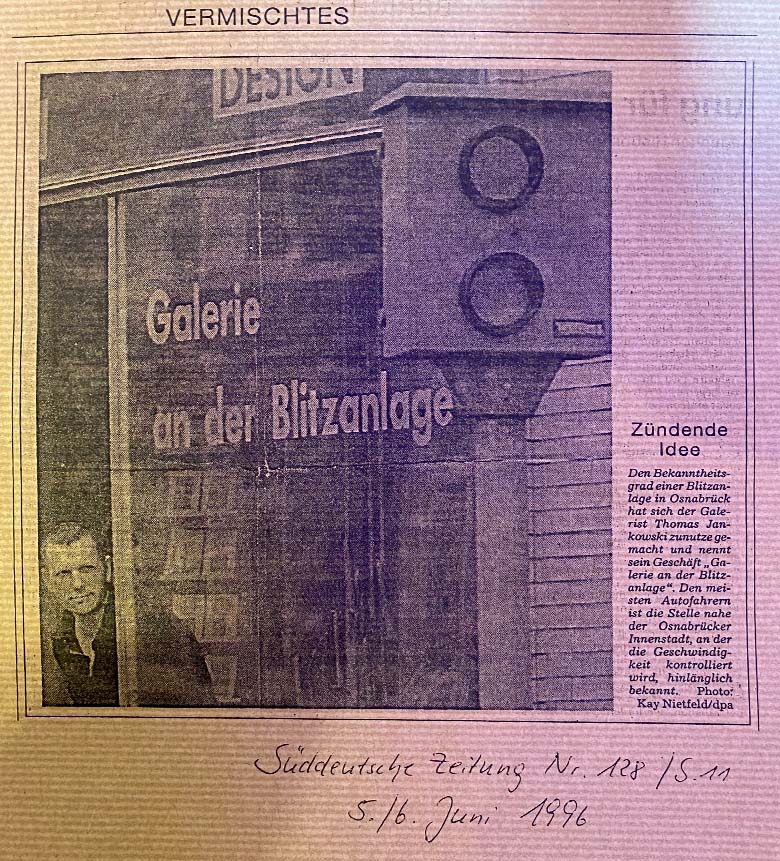 VERMISCHTES
DESIGN
Galerie
an der Blitzanlage
Zündende
Idee
Den Bekanntheits-
grad einer Blitzan-
lage in Osnabrück
hat sich der Gale-
rist Thomas Jan-
kowski zunutze ge-
macht und nennt
sein Geschäft „Ga-
lerie an der Blitz-
anlage“. Den mei-
sten Autofahrern
ist die Stelle nahe
der Osnabrücker
Innenstadt, an der
die Geschwindig-
keit kontrolliert
wird, hinlänglich
bekannt. Photo:
Kay Nietfeld/dpa
Süddeutsche Zeitung Nr. 128 / S. 11
5./6. Juni 1996